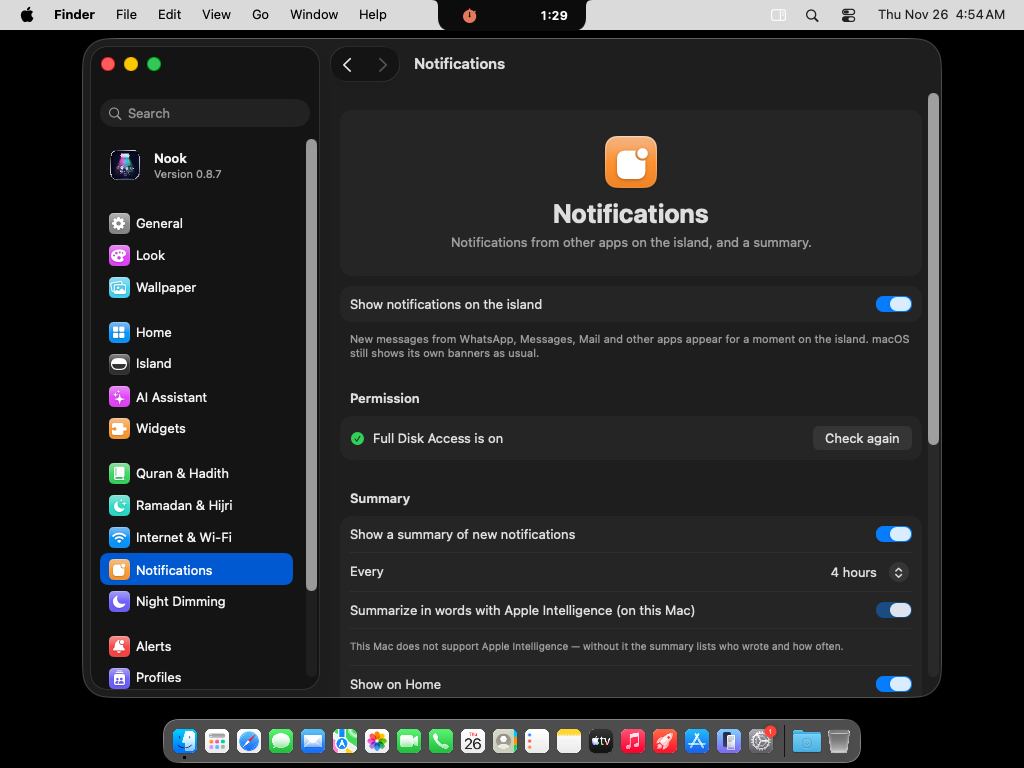 Finder File Edit View Go Window Help 1:29 Thu Nov 26 4:54 AM
Search
Nook
Version 0.8.7
General
Look
Wallpaper
Home
Island
AI Assistant
Widgets
Quran & Hadith
Ramadan & Hijri
Internet & Wi-Fi
Notifications
Night Dimming
Alerts
Profiles
Notifications
Notifications
Notifications from other apps on the island, and a summary.
Show notifications on the island
New messages from WhatsApp, Messages, Mail and other apps appear for a moment on the island. macOS
still shows its own banners as usual.
Permission
Full Disk Access is on Check again
Summary
Show a summary of new notifications
Every 4 hours
Summarize in words with Apple Intelligence (on this Mac)
This Mac does not support Apple Intelligence — without it the summary lists who wrote and how often.
Show on Home
Thu
26
tv
1